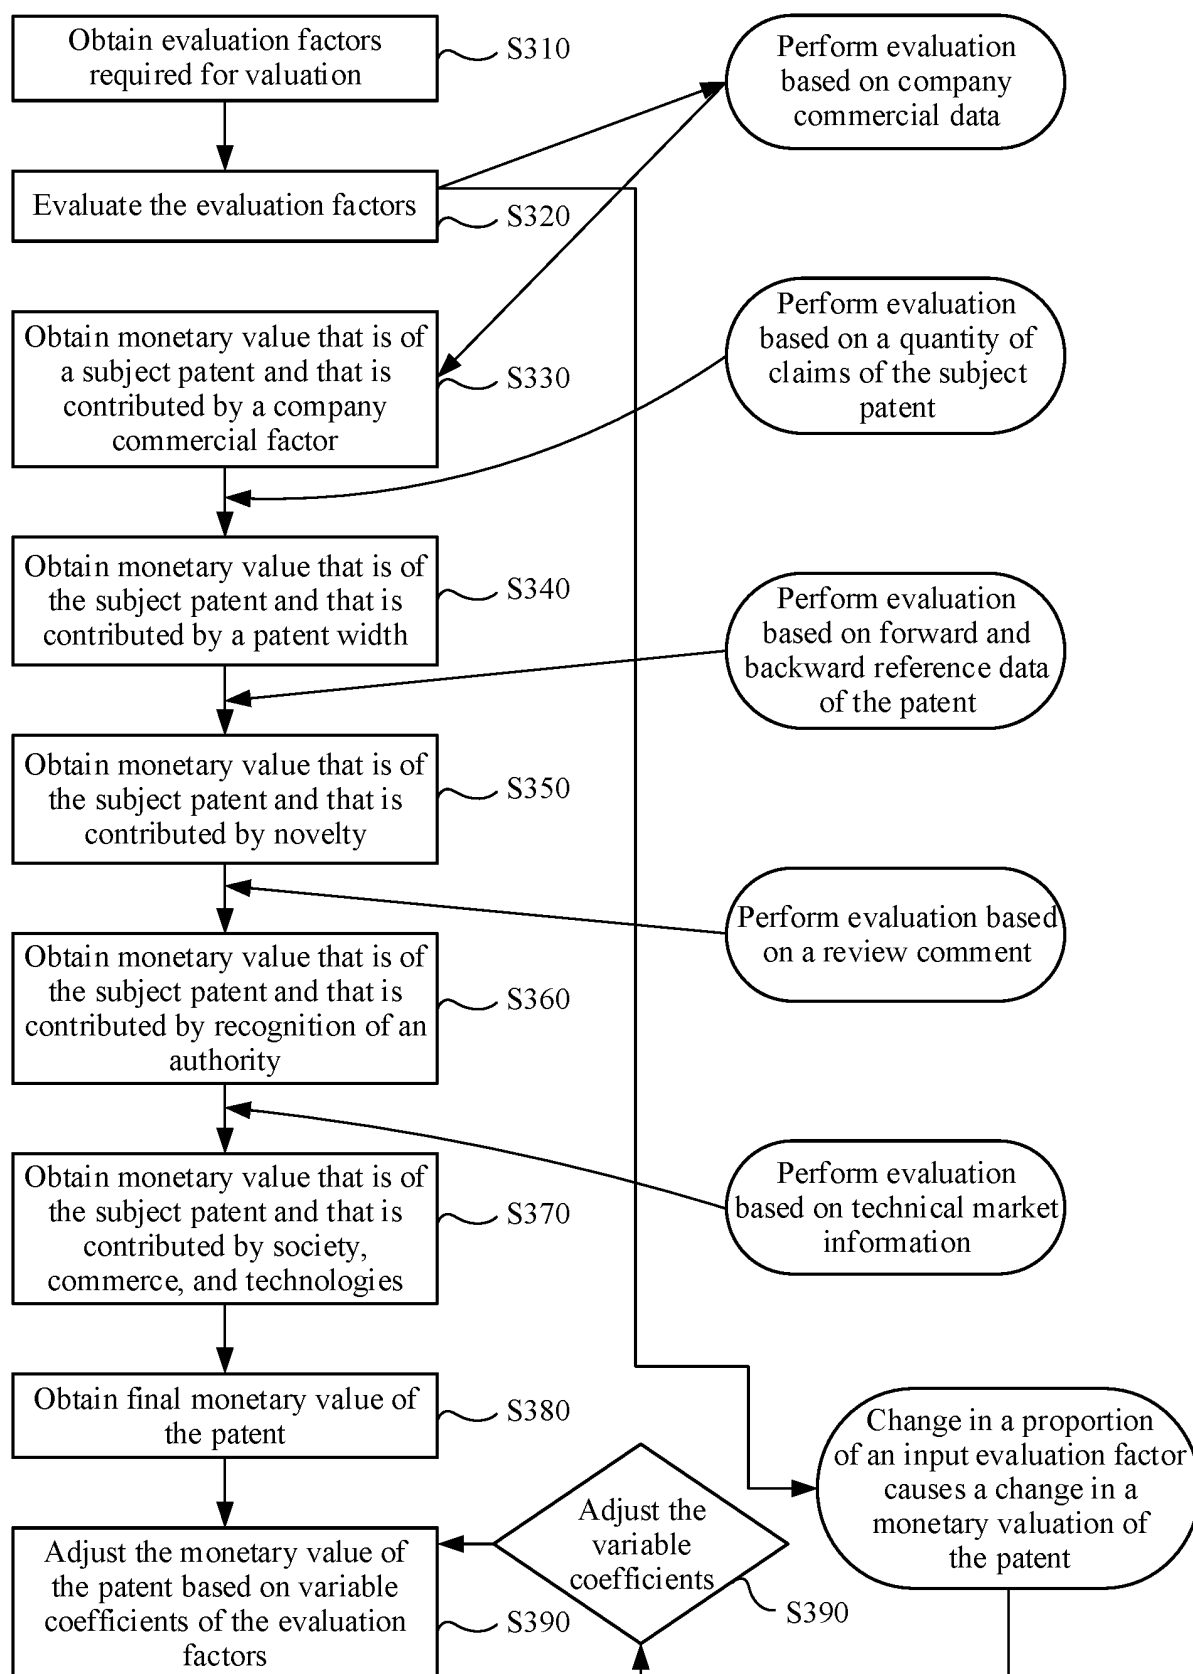 Obtain evaluation factors
required for valuation
S310
Perform evaluation
based on company
commercial data
Evaluate the evaluation factors
S320
Obtain monetary value that is of
a subject patent and that is
contributed by a company
commercial factor
S330
Perform evaluation
based on a quantity of
claims of the subject
patent
Obtain monetary value that is of
the subject patent and that is
contributed by a patent width
S340
Perform evaluation
based on forward and
backward reference data
of the patent
Obtain monetary value that is of
the subject patent and that is
contributed by novelty
S350
Perform evaluation based
on a review comment
Obtain monetary value that is of
the subject patent and that is
contributed by recognition of an
authority
S360
Obtain monetary value that is of
the subject patent and that is
contributed by society,
commerce, and technologies
S370
Perform evaluation
based on technical market
information
Obtain final monetary value of
the patent
S380
Change in a proportion
of an input evaluation factor
causes a change in a
monetary valuation of
the patent
Adjust the monetary value of
the patent based on variable
coefficients of the evaluation
factors
S390
Adjust the
variable
coefficients
S390